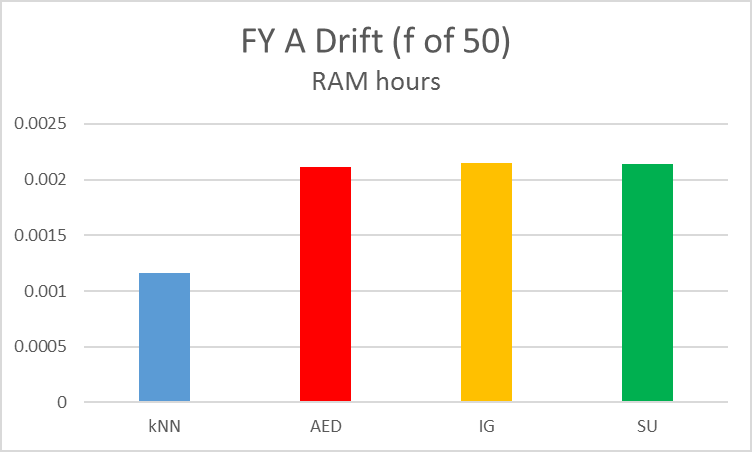 FY A Drift (f of 50)
RAM hours
0.0025
0.002
0.0015
0.001
0.0005
0
kNN AED IG SU